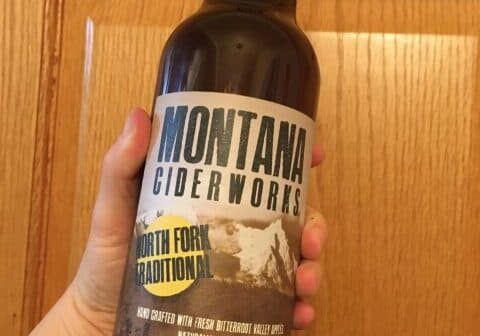 MONTANA
CIDERWORKS
NORTH FORK
TRADITIONAL
HAND CRAFTED WITH FRESH BITTERROOT VALLEY APPLES